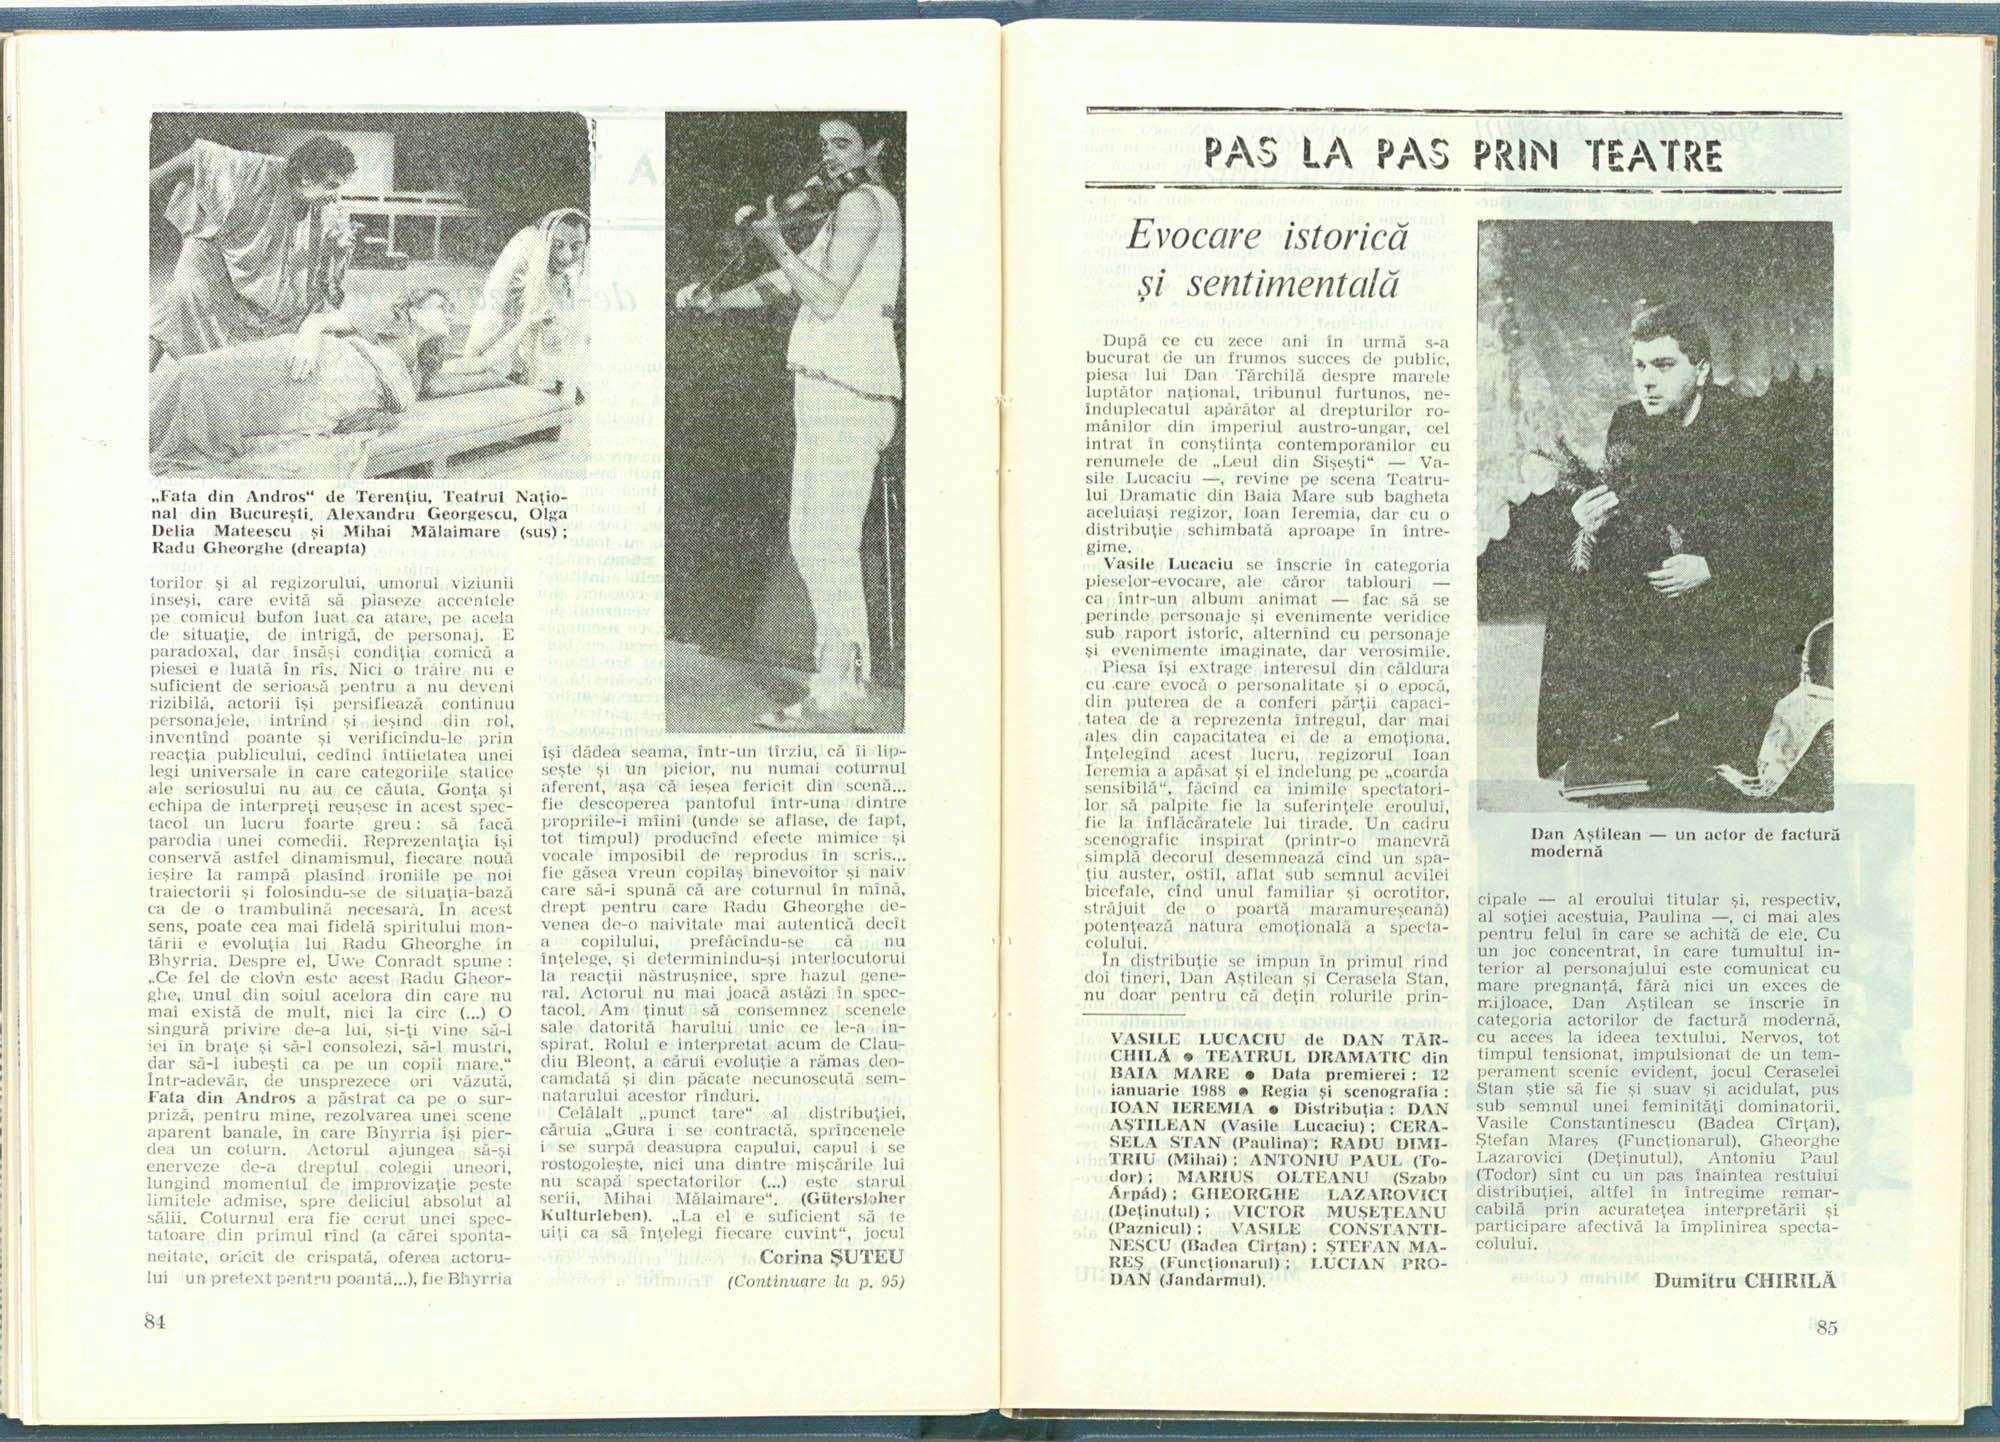 „Fata din Andros“ de Terențiu, Teatrul Națio-
nal din București. Alexandru Georgescu, Olga
Delia Mateescu și Mihai Mălaimare (sus) ;
Radu Gheorghe (dreapta)
torilor și al regizorului, umorul viziunii
înseși, care evită să plaseze accentele
pe comicul bufon luat ca atare, pe acela
de situație, de intrigă, de personaj. E
paradoxal, dar însăși condiția comică a
piesei e luată în rîs. Nici o trăire nu e
suficient de serioasă pentru a nu deveni
rizibilă, actorii își persiflează continuu
personajele, intrînd și ieșind din rol,
inventînd poante și verificîndu-le prin
reacția publicului, cedînd întîietatea unei
legi universale în care categoriile statice
ale seriosului nu au ce căuta. Gonța și
echipa de interpreți reușesc în acest spec-
tacol un lucru foarte greu : să facă
parodia unei comedii. Reprezentația își
conservă astfel dinamismul, fiecare nouă
ieșire la rampă plasînd ironiile pe noi
traiectorii și folosindu-se de situația-bază
ca de o trambulină necesară. În acest
sens, poate cea mai fidelă spiritului mon-
tării e evoluția lui Radu Gheorghe în
Bhyrria. Despre el, Uwe Conradt spune :
„Ce fel de clovn este acest Radu Gheor-
ghe, unul din soiul acelora din care nu
mai există de mult, nici la circ (...) O
singură privire de-a lui, și-ți vine să-l
iei în brațe și să-l consolezi, să-l mustri,
dar să-l iubești ca pe un copil mare.“
Într-adevăr, de unsprezece ori văzută,
Fata din Andros a păstrat ca pe o sur-
priză, pentru mine, rezolvarea unei scene
aparent banale, în care Bhyrria își pier-
dea un coturn. Actorul ajungea să-și
enerveze de-a dreptul colegii uneori,
lungind momentul de improvizație peste
limitele admise, spre deliciul absolut al
sălii. Coturnul era fie cerut unei spec-
tatoare din primul rînd (a cărei sponta-
neitate, oricît de crispată, oferea actoru-
lui un pretext pentru poantă...), fie Bhyrria
își dădea seama, într-un tîrziu, că îi lip-
sește și un picior, nu numai coturnul
aferent, așa că ieșea fericit din scenă...
fie descoperea pantoful într-una dintre
propriile-i mîini (unde se aflase, de fapt,
tot timpul) producînd efecte mimice și
vocale imposibil de reprodus în scris...
fie găsea vreun copilaș binevoitor și naiv
care să-i spună că are coturnul în mînă,
drept pentru care Radu Gheorghe de-
venea de-o naivitate mai autentică decît
a copilului, prefăcîndu-se că nu
înțelege, și determinîndu-și interlocutorul
la reacții năstrușnice, spre hazul gene-
ral. Actorul nu mai joacă astăzi în spec-
tacol. Am ținut să consemnez scenele
sale datorită harului unic ce le-a in-
spirat. Rolul e interpretat acum de Clau-
diu Bleonț, a cărui evoluție a rămas deo-
camdată și din păcate necunoscută sem-
natarului acestor rînduri.
Celălalt „punct tare“ al distribuției,
căruia „Gura i se contractă, sprîncenele
i se surpă deasupra capului, capul i se
rostogolește, nici una dintre mișcările lui
nu scapă spectatorilor (...) este starul
serii, Mihai Mălaimare“. (Gütersloher
Kulturleben). „La el e suficient să te
uiți ca să înțelegi fiecare cuvînt“, jocul
Corina ȘUTEU
(Continuare la p. 95)
84
PAS LA PAS PRIN TEATRE
Evocare istorică
și sentimentală
După ce cu zece ani în urmă s-a
bucurat de un frumos succes de public,
piesa lui Dan Tărchilă despre marele
luptător național, tribunul furtunos, ne-
înduplecatul apărător al drepturilor ro-
mânilor din imperiul austro-ungar, cel
intrat în conștiința contemporanilor cu
renumele de „Leul din Sișești“ — Va-
sile Lucaciu —, revine pe scena Teatru-
lui Dramatic din Baia Mare sub bagheta
aceluiași regizor, Ioan Ieremia, dar cu o
distribuție schimbată aproape în între-
gime.
Vasile Lucaciu se înscrie în categoria
pieselor-evocare, ale căror tablouri —
ca într-un album animat — fac să se
perinde personaje și evenimente veridice
sub raport istoric, alternînd cu personaje
și evenimente imaginate, dar verosimile.
Piesa își extrage interesul din căldura
cu care evocă o personalitate și o epocă,
din puterea de a conferi părții capaci-
tatea de a reprezenta întregul, dar mai
ales din capacitatea ei de a emoționa.
Înțelegînd acest lucru, regizorul Ioan
Ieremia a apăsat și el îndelung pe „coarda
sensibilă“, făcînd ca inimile spectatori-
lor să palpite fie la suferințele eroului,
fie la înflăcăratele lui tirade. Un cadru
scenografic inspirat (printr-o manevră
simplă decorul desemnează cînd un spa-
țiu auster, ostil, aflat sub semnul acvilei
bicefale, cînd unul familiar și ocrotitor,
străjuit de o poartă maramureșeană)
potențează natura emoțională a specta-
colului.
În distribuție se impun în primul rînd
doi tineri, Dan Aștilean și Cerasela Stan,
nu doar pentru că dețin rolurile prin-
VASILE LUCACIU de DAN TĂR-
CHILĂ ● TEATRUL DRAMATIC din
BAIA MARE ● Data premierei : 12
ianuarie 1988 ● Regia și scenografia :
IOAN IEREMIA ● Distribuția : DAN
AȘTILEAN (Vasile Lucaciu) ; CERA-
SELA STAN (Paulina) ; RADU DIMI-
TRIU (Mihai) ; ANTONIU PAUL (To-
dor) ; MARIUS OLTEANU (Szabo
Árpád) ; GHEORGHE LAZAROVICI
(Deținutul) ; VICTOR MUȘEȚEANU
(Paznicul) ; VASILE CONSTANTI-
NESCU (Badea Cîrțan) ; ȘTEFAN MA-
REȘ (Funcționarul) ; LUCIAN PRO-
DAN (Jandarmul).
Dan Aștilean — un actor de factură
modernă
cipale — al eroului titular și, respectiv,
al soției acestuia, Paulina —, ci mai ales
pentru felul în care se achită de ele. Cu
un joc concentrat, în care tumultul in-
terior al personajului este comunicat cu
mare pregnanță, fără nici un exces de
mijloace, Dan Aștilean se înscrie în
categoria actorilor de factură modernă,
cu acces la ideea textului. Nervos, tot
timpul tensionat, impulsionat de un tem-
perament scenic evident, jocul Ceraselei
Stan știe să fie și suav și acidulat, pus
sub semnul unei feminități dominatorii.
Vasile Constantinescu (Badea Cîrțan),
Ștefan Mareș (Funcționarul), Gheorghe
Lazarovici (Deținutul), Antoniu Paul
(Todor) sînt cu un pas înaintea restului
distribuției, altfel în întregime remar-
cabilă prin acuratețea interpretării și
participare afectivă la împlinirea specta-
colului.
Dumitru CHIRILĂ
85